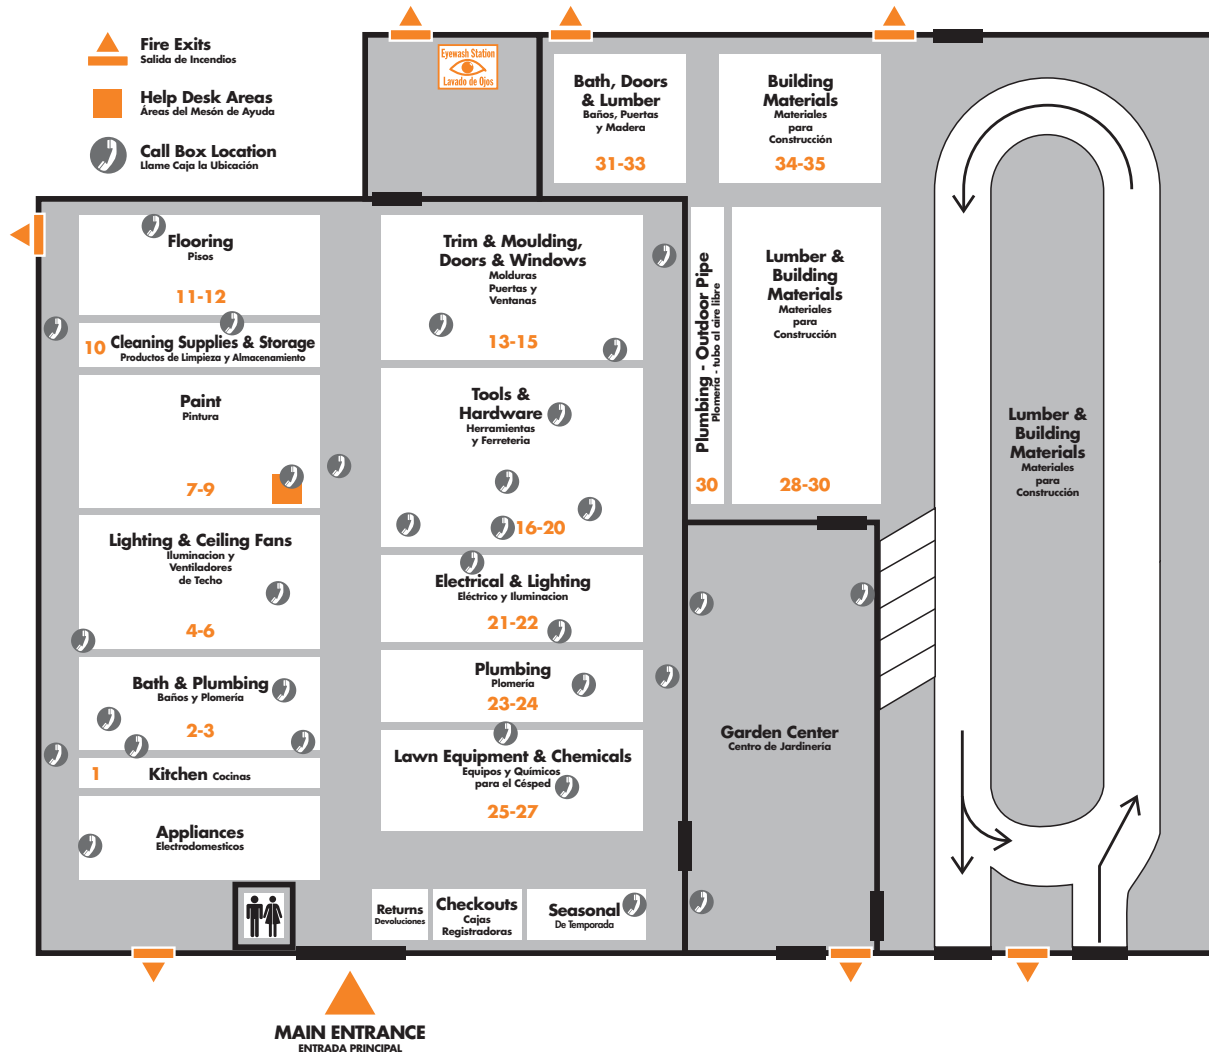 Fire Exits
Salida de Incendios
Help Desk Areas
Áreas del Mesón de Ayuda
Call Box Location
Llame Caja la Ubicación
Eyewash Station
Lavado de Ojos
Bath, Doors
& Lumber
Baños, Puertas
y Madera
31-33
Building
Materials
Materiales
para
Construcción
34-35
Flooring
Pisos
11-12
10 Cleaning Supplies & Storage
Productos de Limpieza y Almacenamiento
Paint
Pintura
7-9
Lighting & Ceiling Fans
Iluminacion y
Ventiladores
de Techo
4-6
Bath & Plumbing
Baños y Plomería
2-3
1 Kitchen Cocinas
Appliances
Electrodomesticos
Trim & Moulding,
Doors & Windows
Molduras
Puertas y
Ventanas
13-15
Tools &
Hardware
Herramientas
y Ferreteria
16-20
Electrical & Lighting
Eléctrico y Iluminacion
21-22
Plumbing
Plomería
23-24
Lawn Equipment & Chemicals
Equipos y Químicos
para el Césped
25-27
Returns
Devoluciones
Checkouts
Cajas
Registradoras
Seasonal
De Temporada
Plumbing - Outdoor Pipe
Plomería - tubo al aire libre
30
Lumber &
Building
Materials
Materiales
para
Construcción
28-30
Garden Center
Centro de Jardinería
Lumber &
Building
Materials
Materiales
para
Construcción
MAIN ENTRANCE
ENTRADA PRINCIPAL